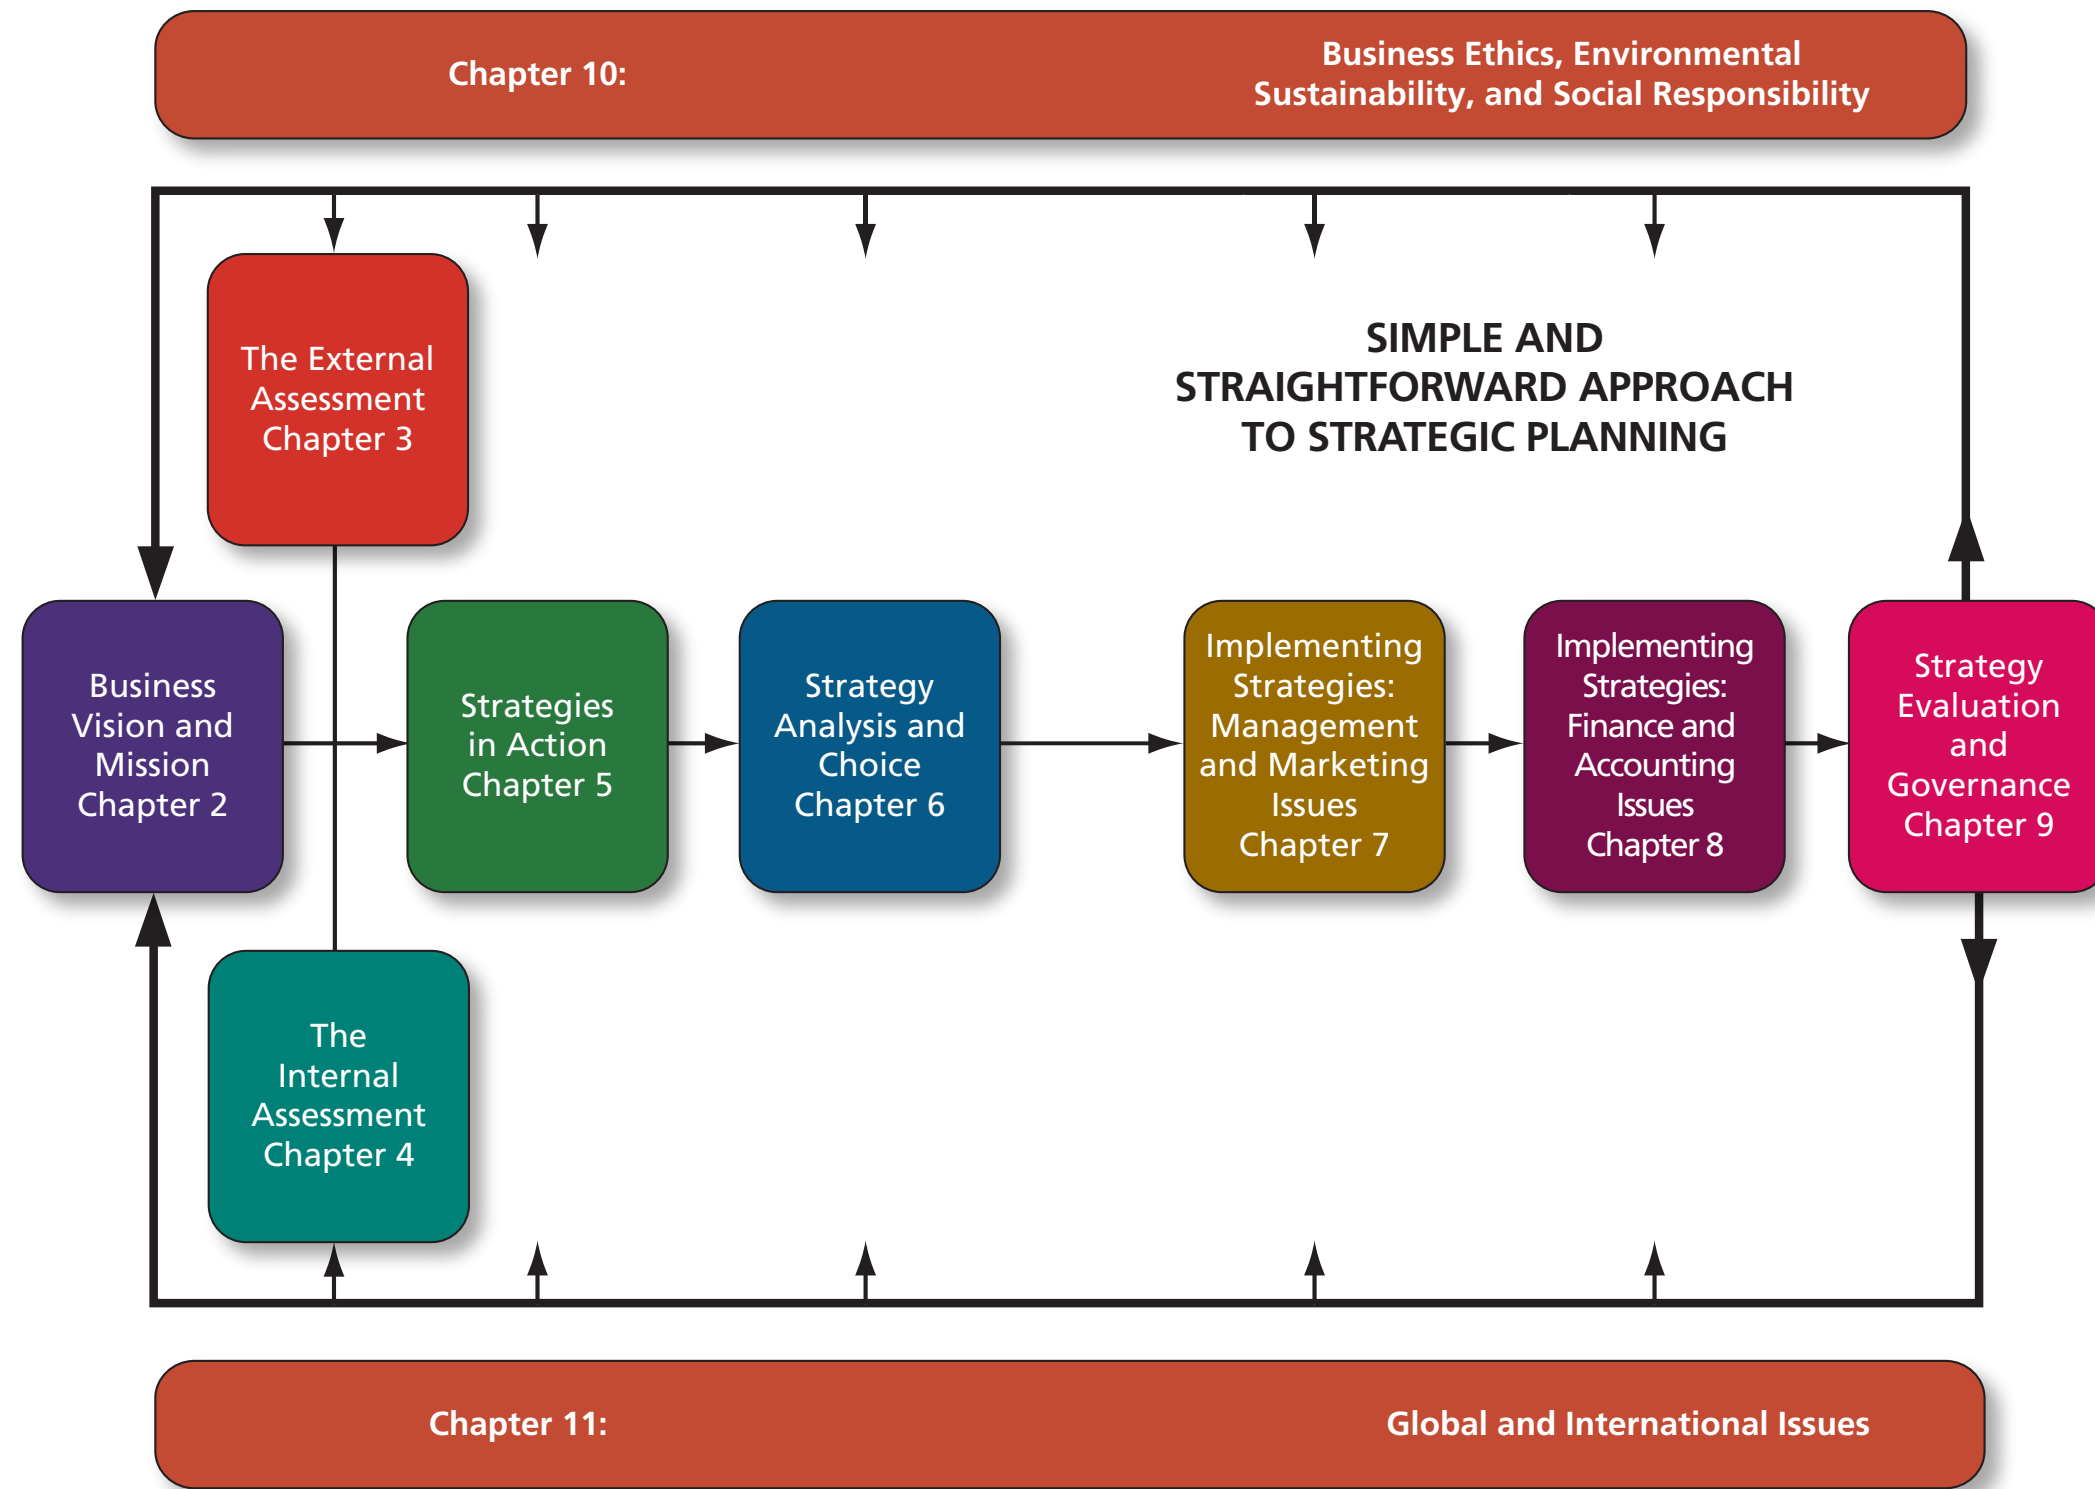 Chapter 10:
Business Ethics, Environmental
Sustainability, and Social Responsibility
The External
Assessment
Chapter 3
SIMPLE AND
STRAIGHTFORWARD APPROACH
TO STRATEGIC PLANNING
Business
Vision and
Mission
Chapter 2
Strategies
in Action
Chapter 5
Strategy
Analysis and
Choice
Chapter 6
Implementing
Strategies:
Management
and Marketing
Issues
Chapter 7
Implementing
Strategies:
Finance and
Accounting
Issues
Chapter 8
Strategy
Evaluation
and
Governance
Chapter 9
The
Internal
Assessment
Chapter 4
Chapter 11:
Global and International Issues